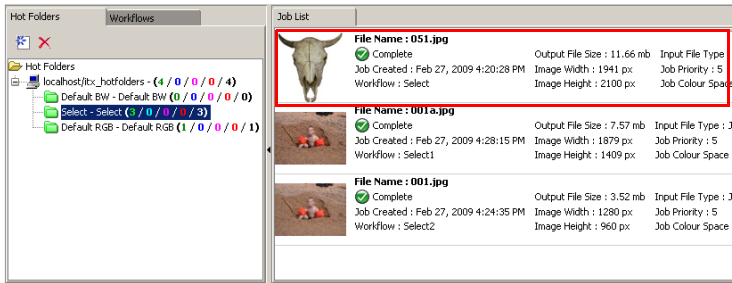 Hot Folders
Workflows
Hot Folders
localhost/itx_hotfolders - (4 / 0 / 0 / 0 / 4)
Default BW - Default BW (0 / 0 / 0 / 0 / 0)
Select - Select (3 / 0 / 0 / 0 / 3)
Default RGB - Default RGB (1 / 0 / 0 / 0 / 1)
Job List
File Name : 051.jpg
Complete Output File Size : 11.66 mb Input File Type
Job Created : Feb 27, 2009 4:20:28 PM Image Width : 1941 px Job Priority : 5
Workflow : Select Image Height : 2100 px Job Colour Space
File Name : 001a.jpg
Complete Output File Size : 7.57 mb Input File Type : J
Job Created : Feb 27, 2009 4:28:15 PM Image Width : 1879 px Job Priority : 5
Workflow : Select1 Image Height : 1409 px Job Colour Space
File Name : 001.jpg
Complete Output File Size : 3.52 mb Input File Type : J
Job Created : Feb 27, 2009 4:24:35 PM Image Width : 1280 px Job Priority : 5
Workflow : Select2 Image Height : 960 px Job Colour Space